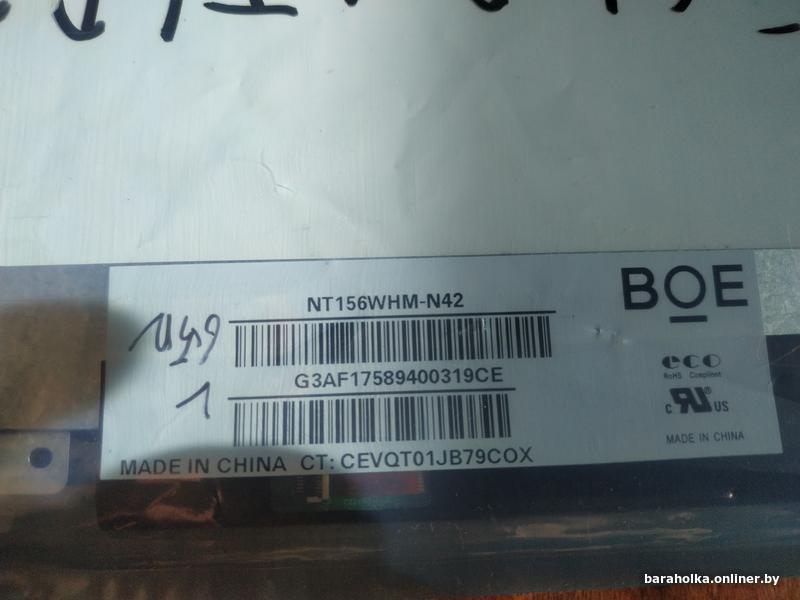 NT156WHM-N42
BOE
G3AF17589400319CE
eco
RoHS Compliant
c RU® US
MADE IN CHINA
1
MADE IN CHINA CT: CEVQT01JB79COX
baraholka.onliner.by